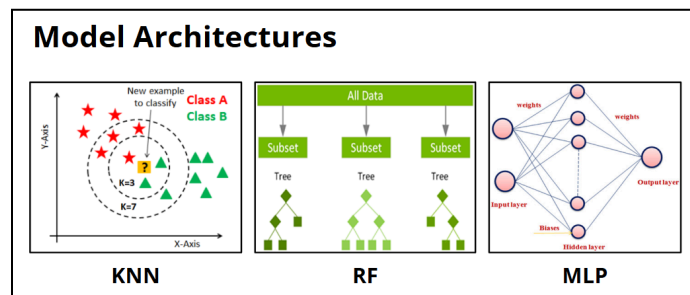 Model Architectures
New example
to classify
Class A
Class B
Y-Axis
?
K=3
K=7
X-Axis
KNN
All Data
Subset
Subset
Subset
Tree
Tree
Tree
RF
weights
weights
Input layer
Output layer
Biases
Hidden layer
MLP